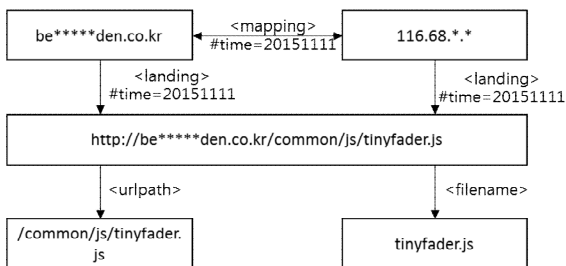 be*****den.co.kr
<mapping>
#time=20151111
116.68.*.*
<landing>
#time=20151111
<landing>
#time=20151111
http://be*****den.co.kr/common/js/tinyfader.js
<urlpath>
<filename>
/common/js/tinyfader.
js
tinyfader.js